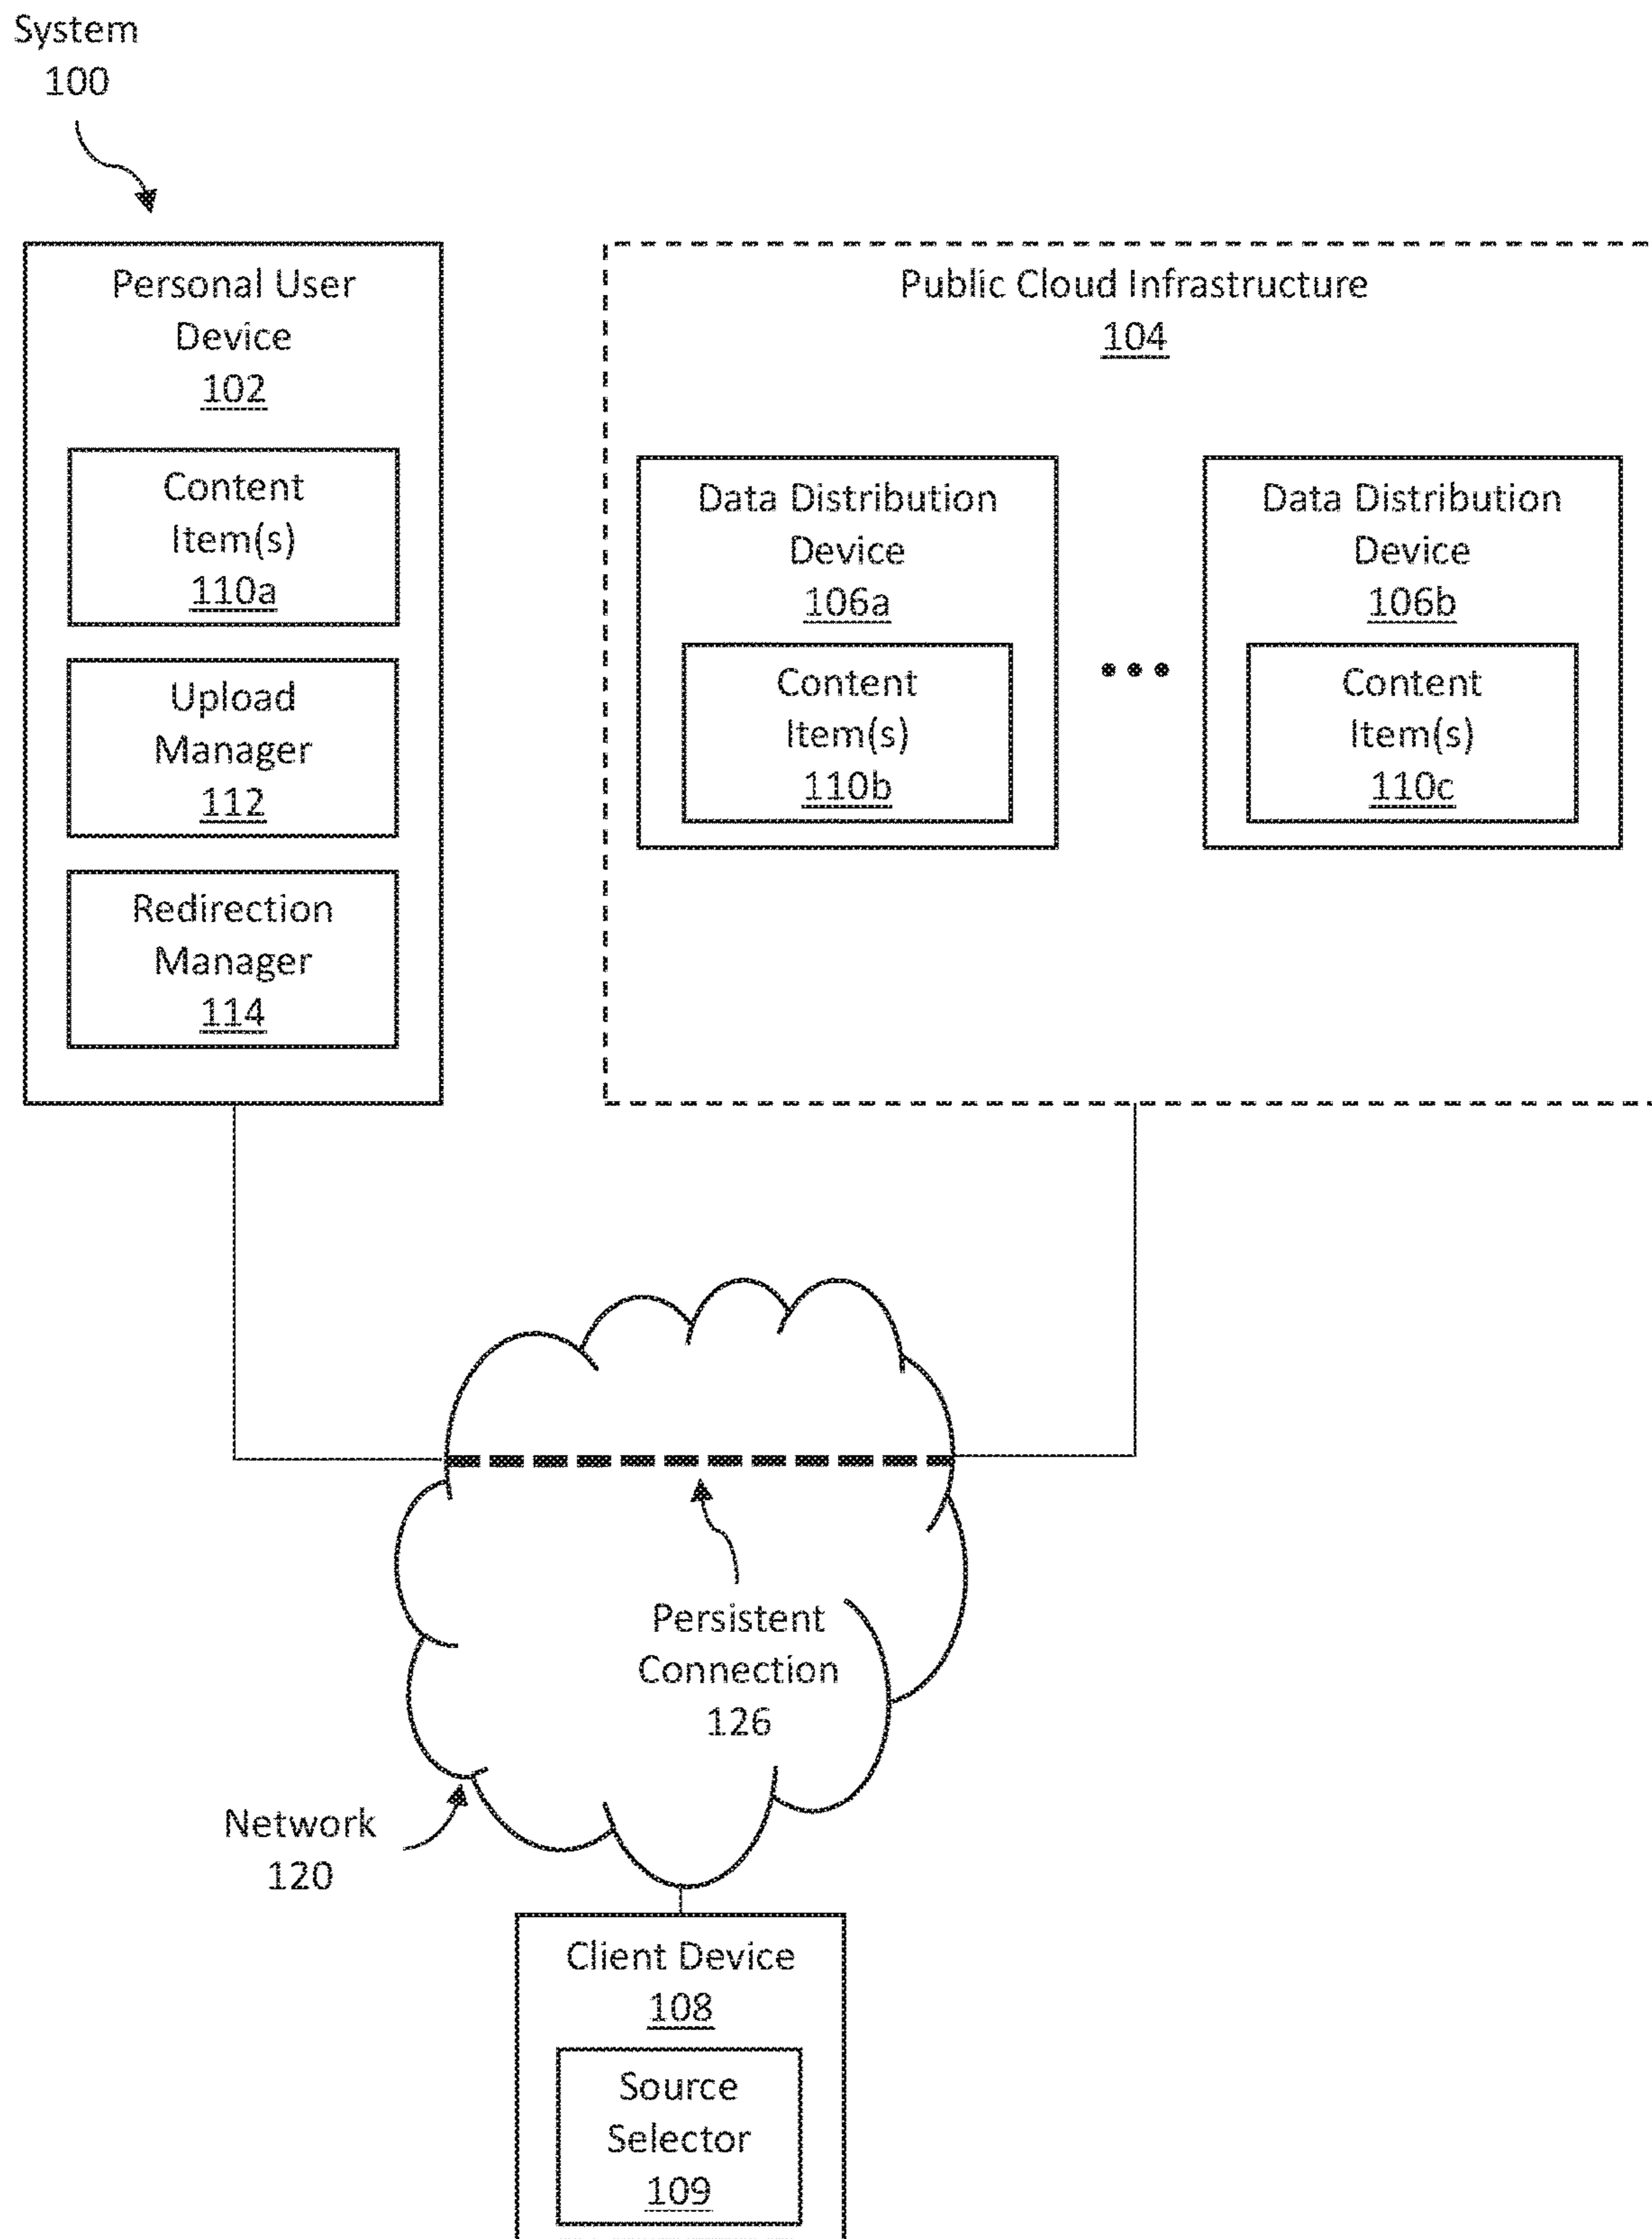 System
100
Personal User
Device
102
Content
Item(s)
110a
Upload
Manager
112
Redirection
Manager
114
Public Cloud Infrastructure
104
Data Distribution
Device
106a
Content
Item(s)
110b
Data Distribution
Device
106b
Content
Item(s)
110c
Persistent
Connection
126
Network
120
Client Device
108
Source
Selector
109